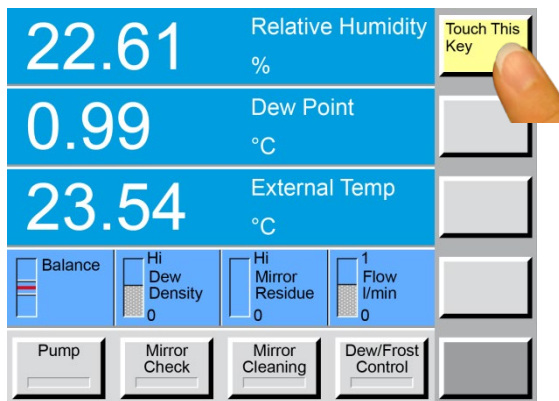 22.61
Relative Humidity
%
Touch This
Key
0.99
Dew Point
°C
23.54
External Temp
°C
Balance
Hi
Dew
Density
0
Hi
Mirror
Residue
0
1
Flow
l/min
0
Pump
Mirror
Check
Mirror
Cleaning
Dew/Frost
Control